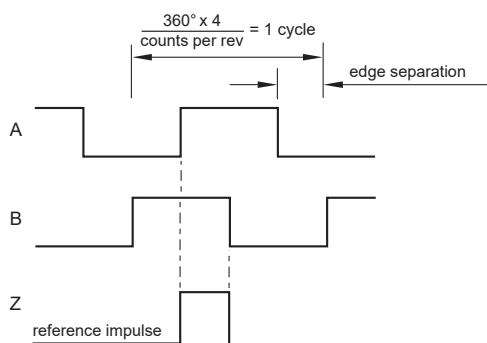 360° x 4
counts per rev
= 1 cycle
edge separation
A
B
Z
reference impulse